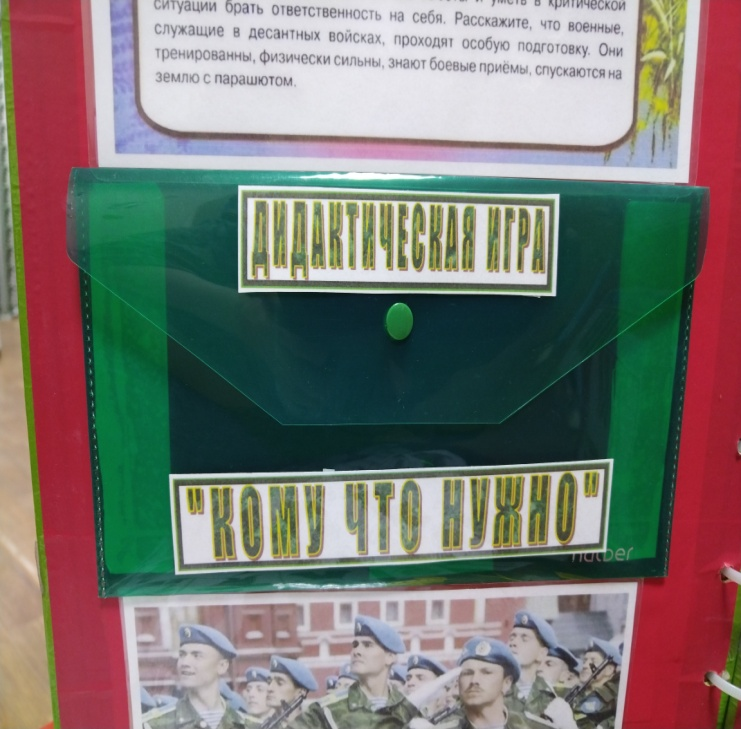 ситуации брать ответственность на себя. Расскажите, что военные,
служащие в десантных войсках, проходят особую подготовку. Они
тренированны, физически сильны, знают боевые приёмы, спускаются на
землю с парашютом.
ДИДАКТИЧЕСКАЯ ИГРА
"КОМУ ЧТО НУЖНО"